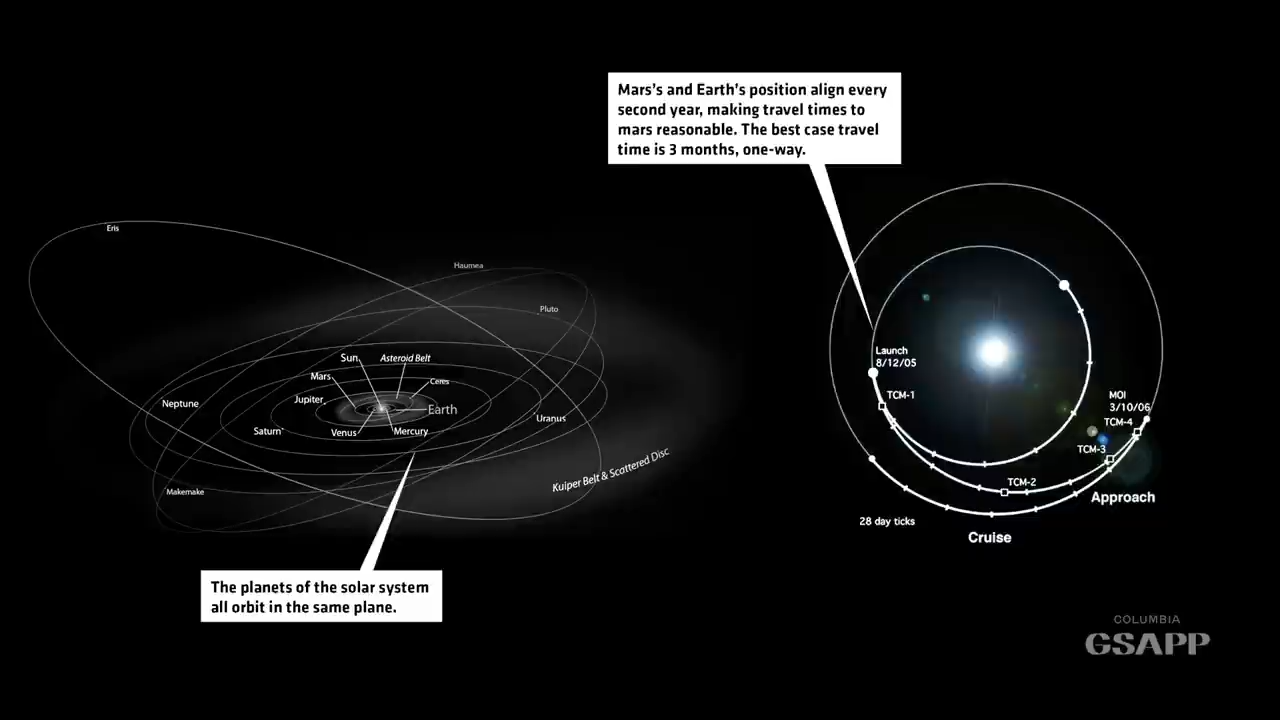 Mars's and Earth's position align every
second year, making travel times to
mars reasonable. The best case travel
time is 3 months, one-way.
Eris
Haumea
Pluto
Sun
Asteroid Belt
Mars
Ceres
Jupiter
Neptune
Earth
Saturn
Venus
Mercury
Uranus
Makemake
Kuiper Belt & Scattered Disc
The planets of the solar system
all orbit in the same plane.
Launch
8/12/05
TCM-1
MOI
3/10/06
TCM-4
TCM-3
TCM-2
Approach
28 day ticks
Cruise
COLUMBIA
GSAPP